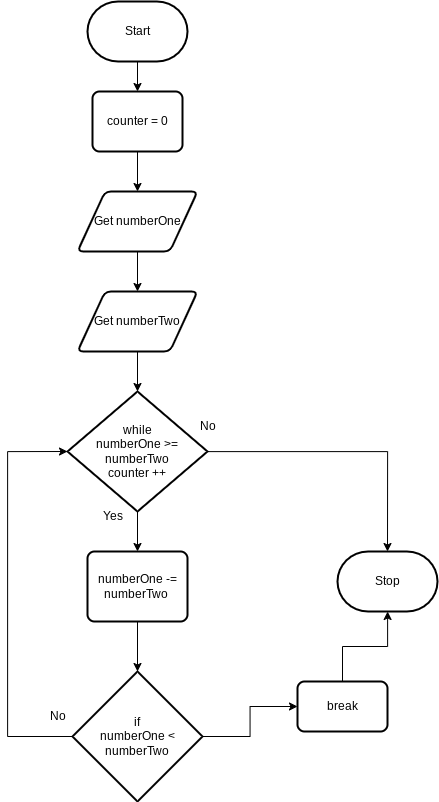 Start
counter = 0
Get numberOne
Get numberTwo
while
numberOne >=
numberTwo
counter ++
No
Yes
numberOne -=
numberTwo
Stop
if
numberOne <
numberTwo
No
break